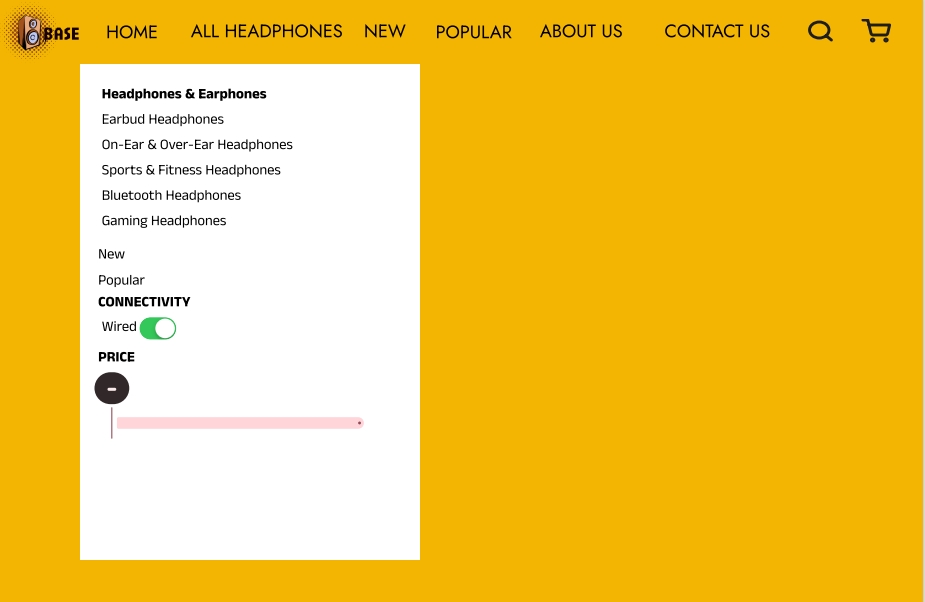 BASE
HOME
ALL HEADPHONES
NEW
POPULAR
ABOUT US
CONTACT US
Headphones & Earphones
Earbud Headphones
On-Ear & Over-Ear Headphones
Sports & Fitness Headphones
Bluetooth Headphones
Gaming Headphones
New
Popular
CONNECTIVITY
Wired
PRICE
-